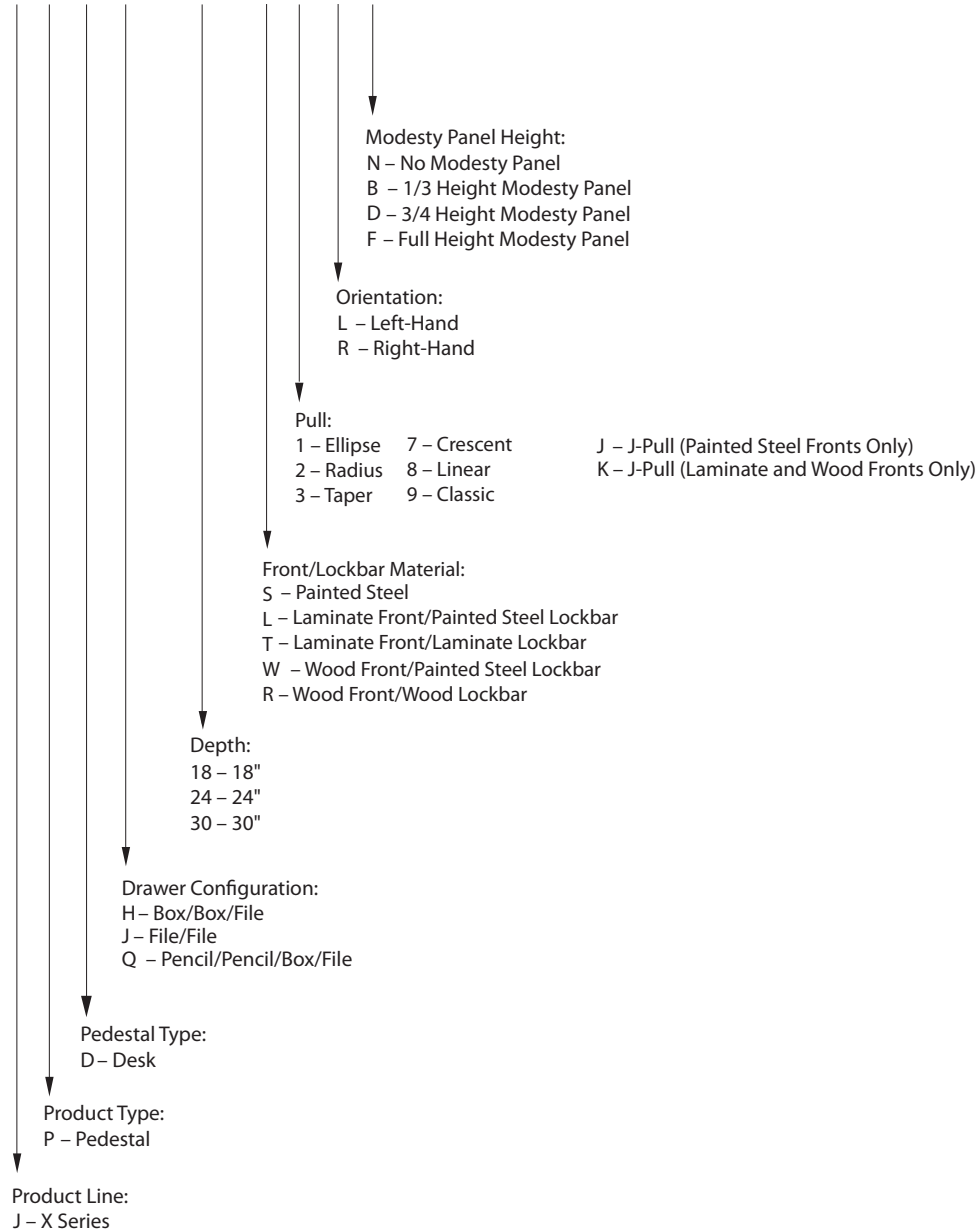 Modesty Panel Height:
N – No Modesty Panel
B – 1/3 Height Modesty Panel
D – 3/4 Height Modesty Panel
F – Full Height Modesty Panel
Orientation:
L – Left-Hand
R – Right-Hand
Pull:
1 – Ellipse 7 – Crescent J – J-Pull (Painted Steel Fronts Only)
2 – Radius 8 – Linear K – J-Pull (Laminate and Wood Fronts Only)
3 – Taper 9 – Classic
Front/Lockbar Material:
S – Painted Steel
L – Laminate Front/Painted Steel Lockbar
T – Laminate Front/Laminate Lockbar
W – Wood Front/Painted Steel Lockbar
R – Wood Front/Wood Lockbar
Depth:
18 – 18"
24 – 24"
30 – 30"
Drawer Configuration:
H – Box/Box/File
J – File/File
Q – Pencil/Pencil/Box/File
Pedestal Type:
D – Desk
Product Type:
P – Pedestal
Product Line:
J – X Series